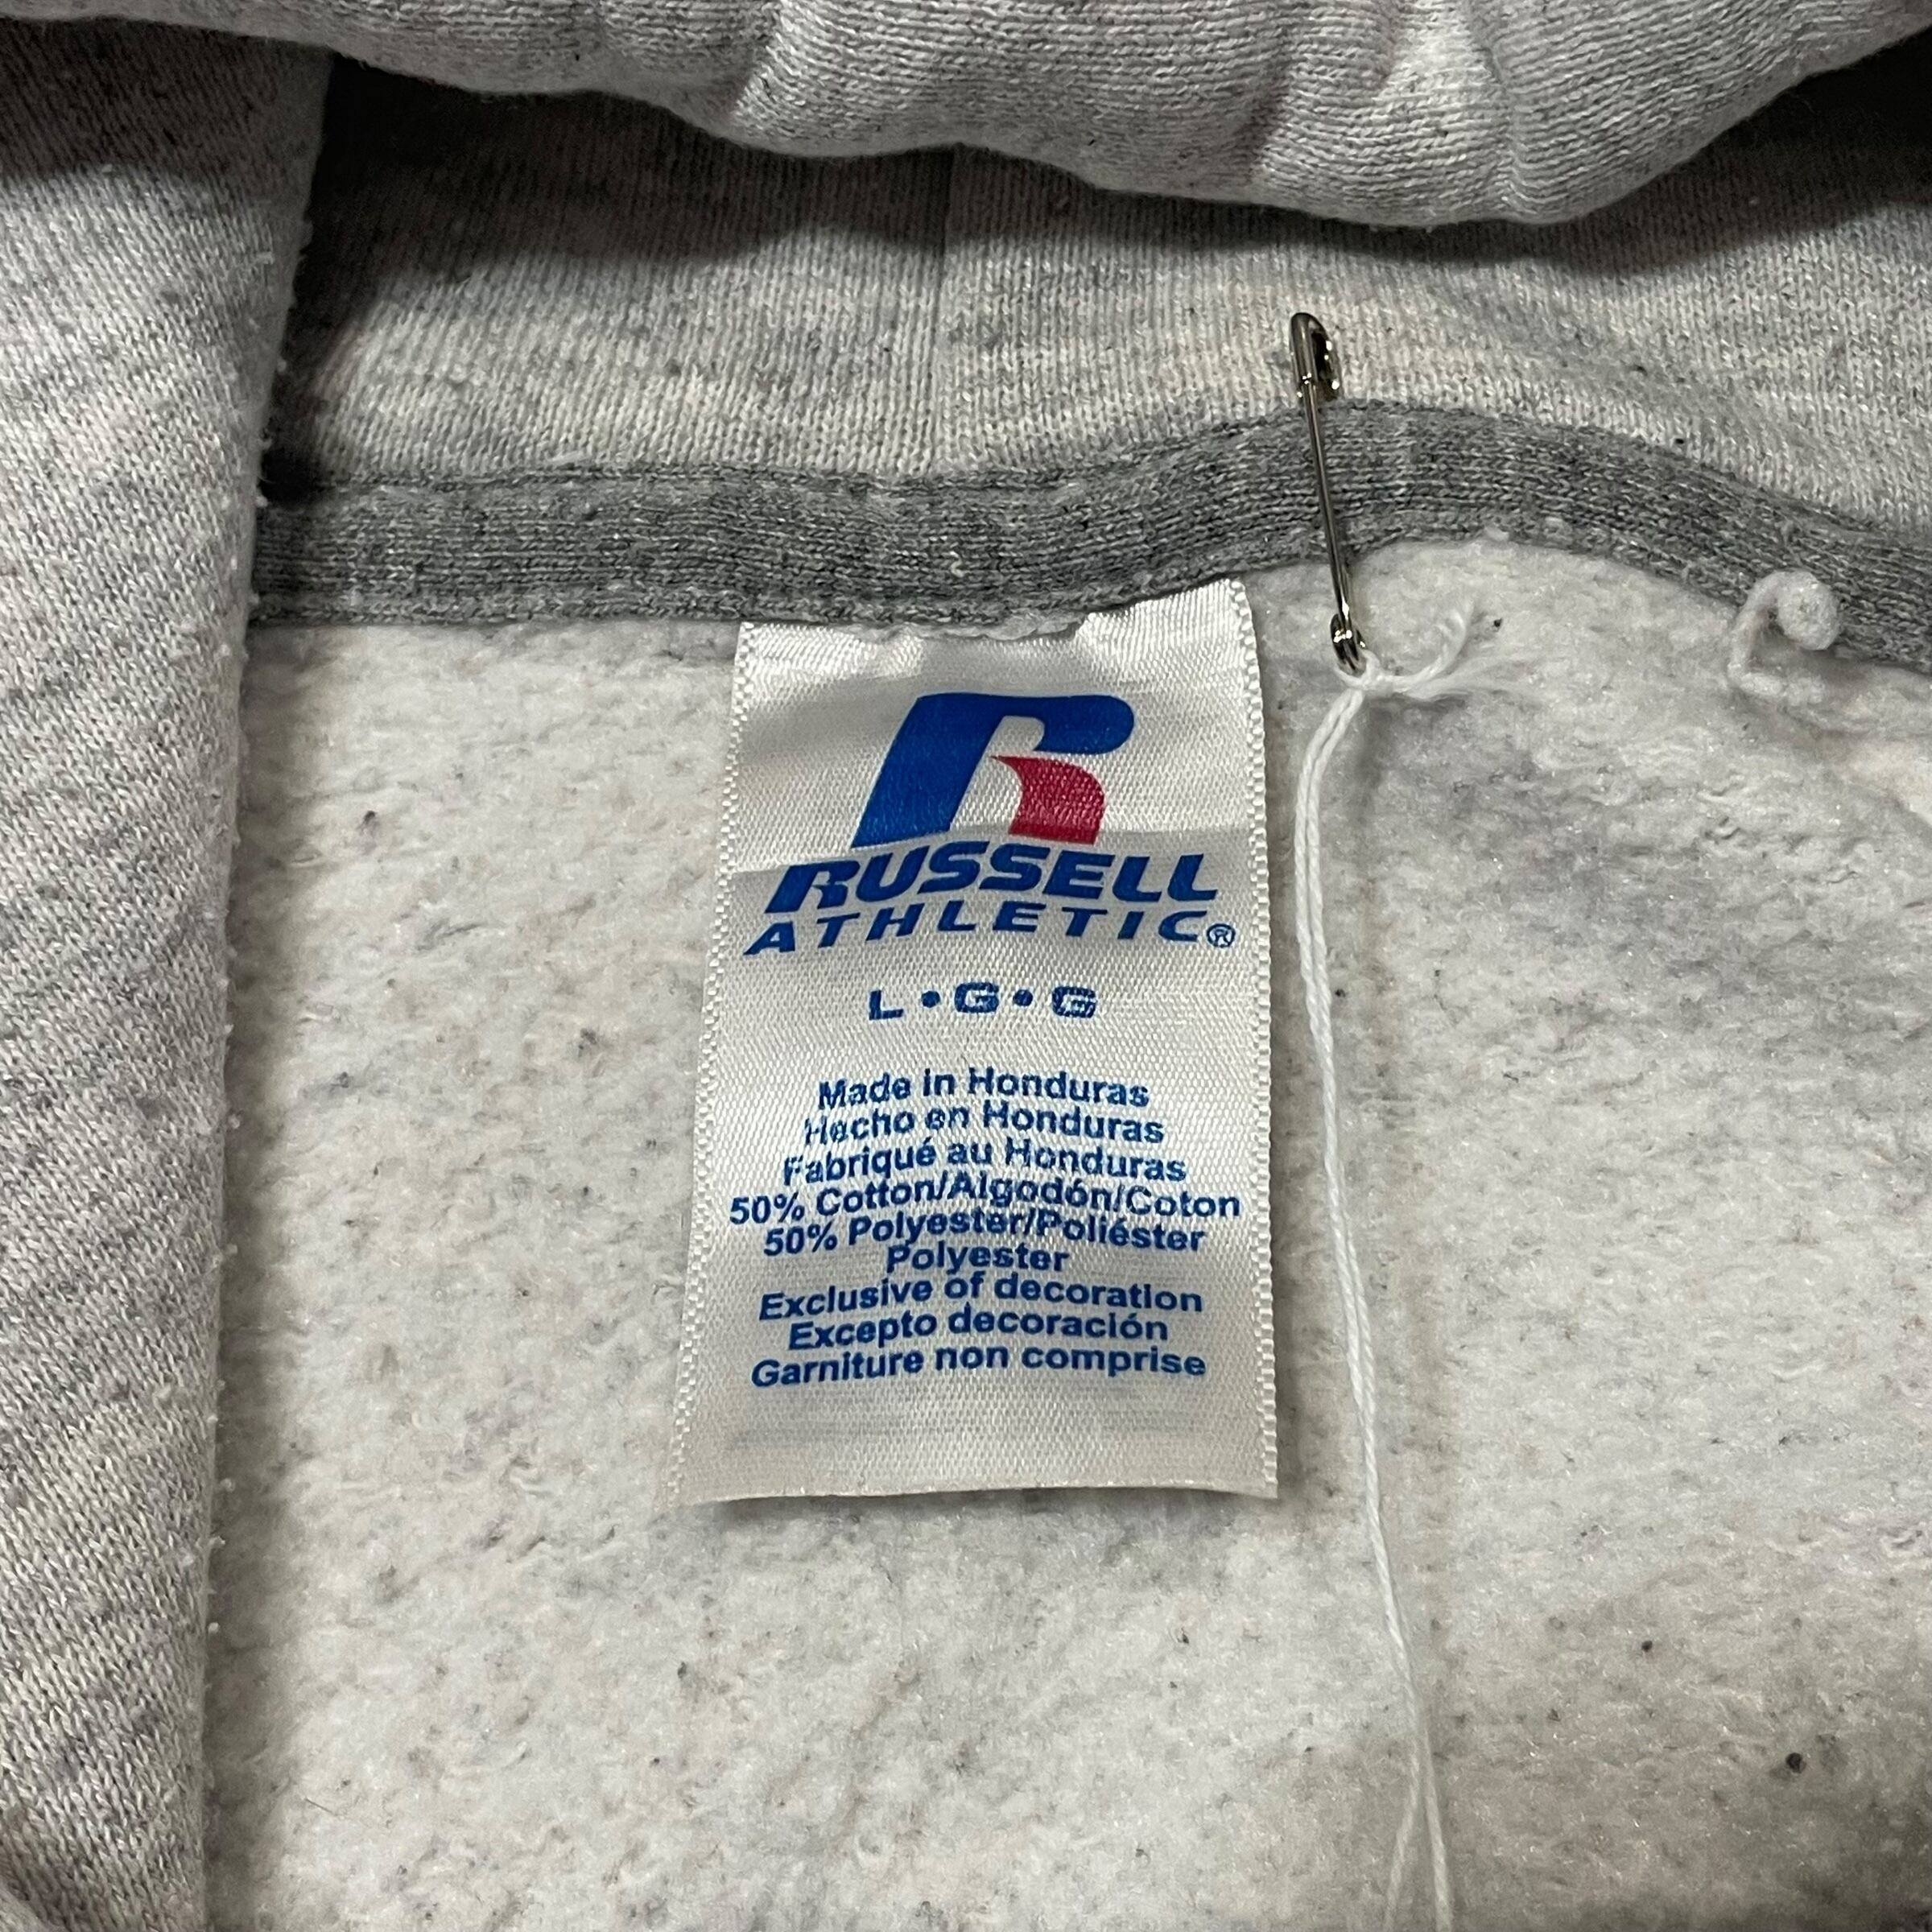 RUSSELL
ATHLETIC®
L•G•G
Made in Honduras
Hecho en Honduras
Fabriqué au Honduras
50% Cotton/Algodón/Coton
50% Polyester/Poliéster
Polyester
Exclusive of decoration
Excepto decoración
Garniture non comprise